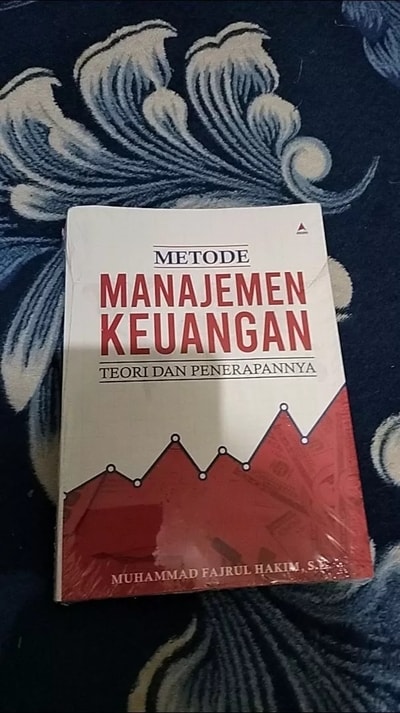 METODE
MANAJEMEN
KEUANGAN
TEORI DAN PENERAPANNYA
MUHAMMAD FAJRUL HAKIM, S.E.